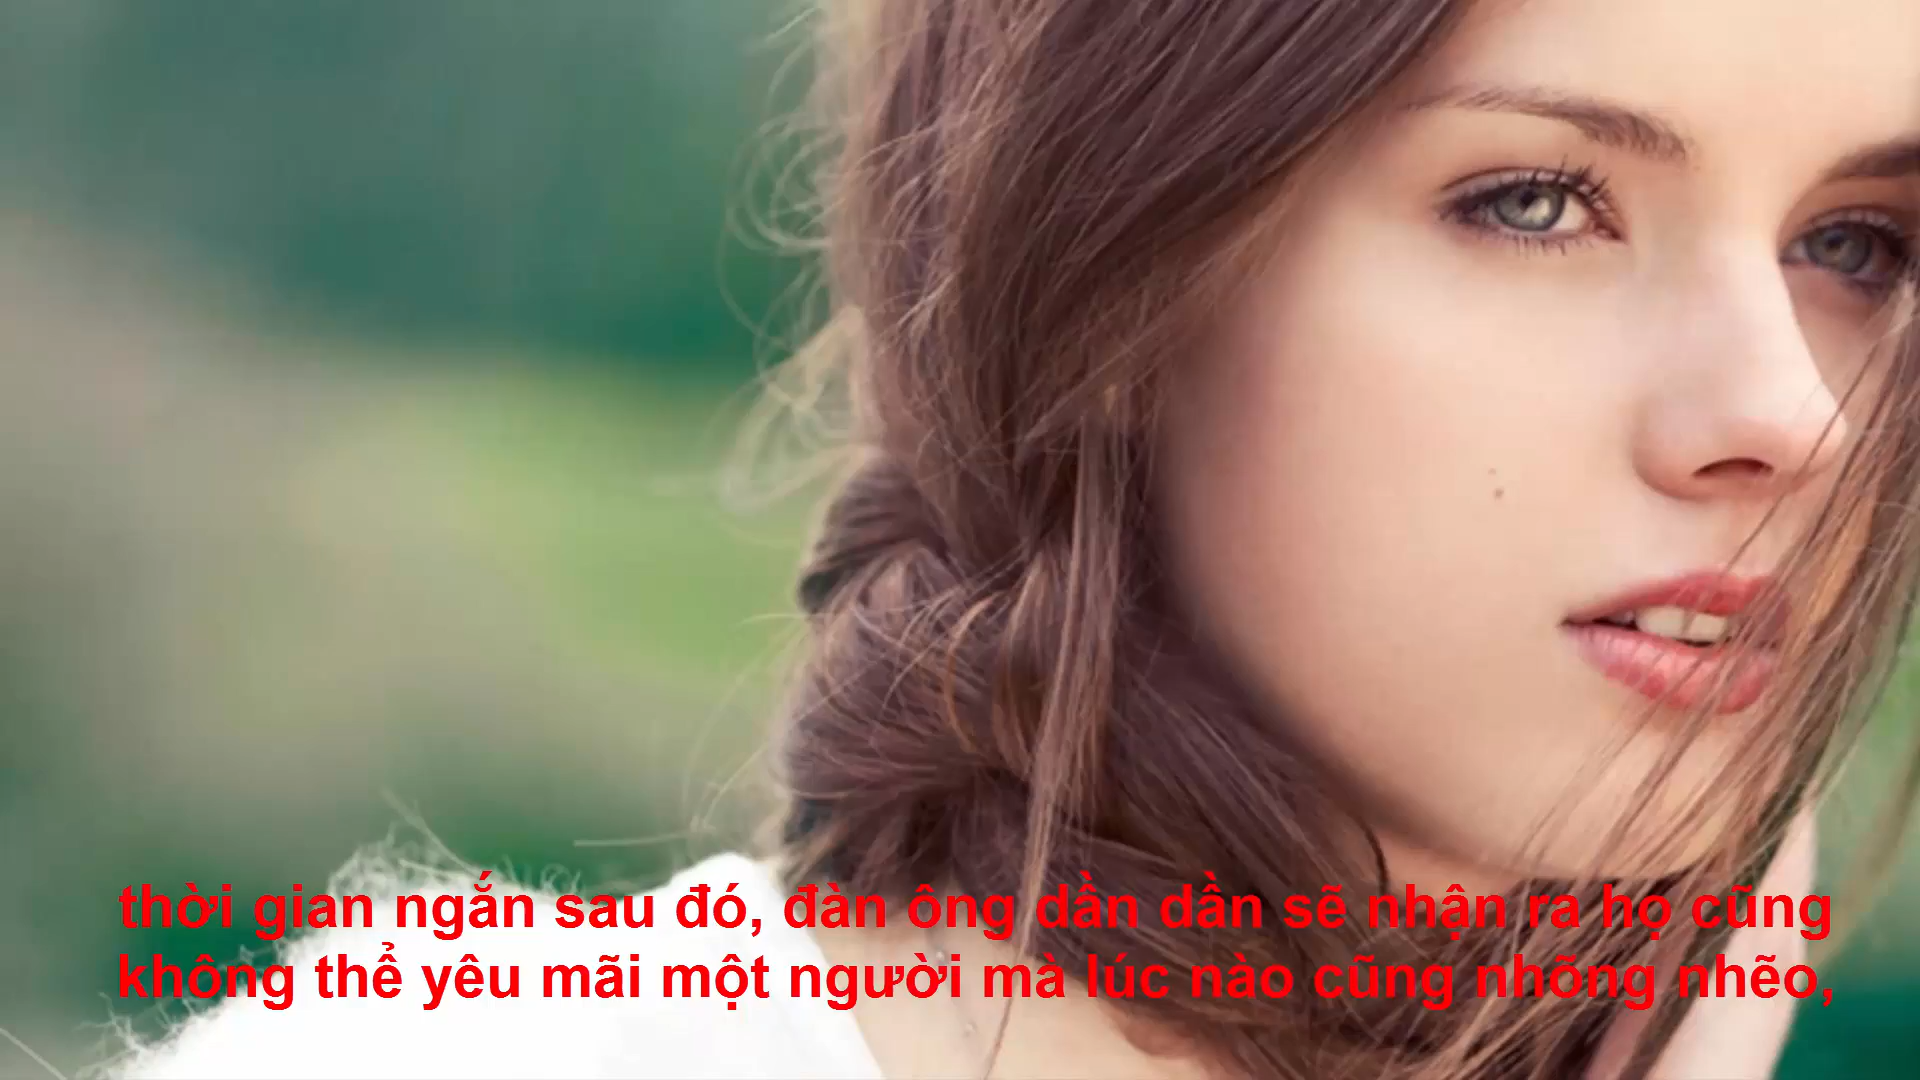 thời gian ngắn sau đó, đàn ông dần dần sẽ nhận ra họ cũng
không thể yêu mãi một người mà lúc nào cũng nhõng nhẽo,